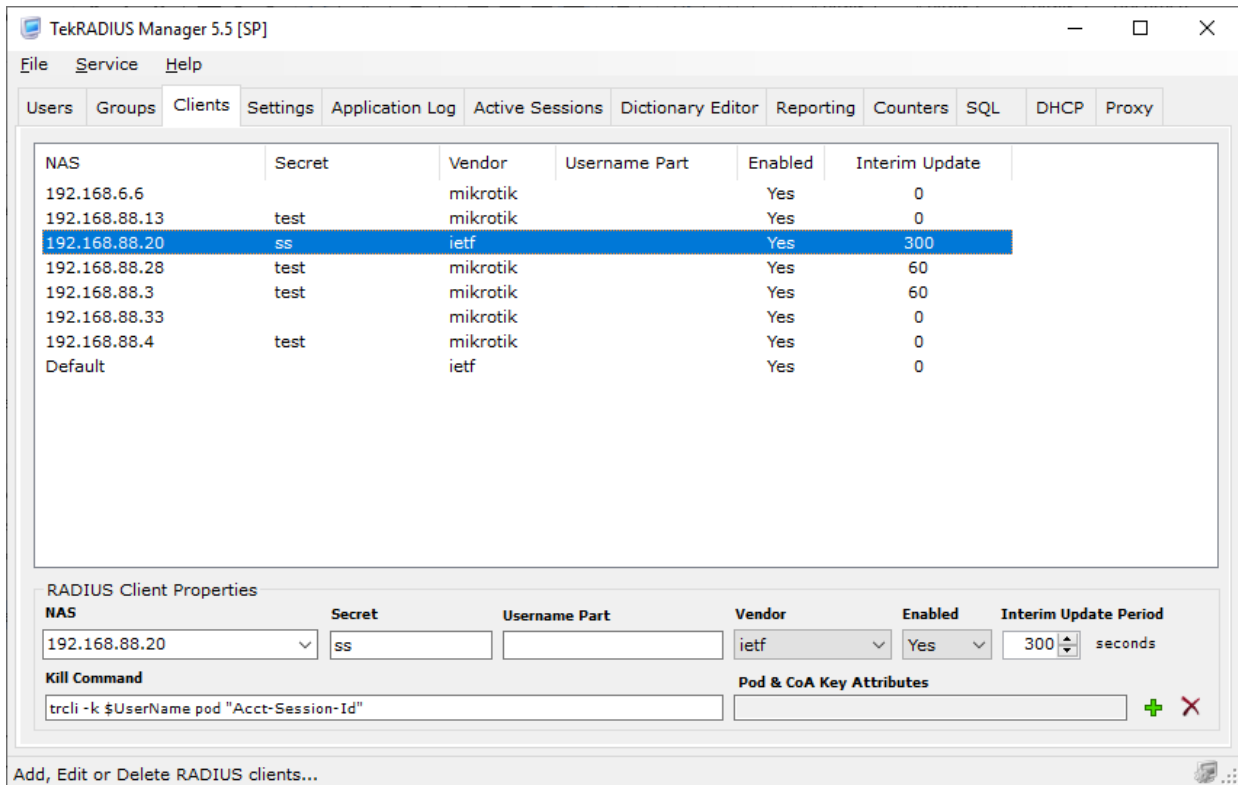 TekRADIUS Manager 5.5 [SP]
File Service Help
Users Groups Clients Settings Application Log Active Sessions Dictionary Editor Reporting Counters SQL DHCP Proxy
NAS Secret Vendor Username Part Enabled Interim Update
192.168.6.6 mikrotik Yes 0
192.168.88.13 test mikrotik Yes 0
192.168.88.20 ss ietf Yes 300
192.168.88.28 test mikrotik Yes 60
192.168.88.3 test mikrotik Yes 60
192.168.88.33 mikrotik Yes 0
192.168.88.4 test mikrotik Yes 0
Default ietf Yes 0
RADIUS Client Properties
NAS Secret Username Part Vendor Enabled Interim Update Period
192.168.88.20 ss ietf Yes 300 seconds
Kill Command Pod & CoA Key Attributes
trcli -k $UserName pod "Acct-Session-Id"
Add, Edit or Delete RADIUS clients...